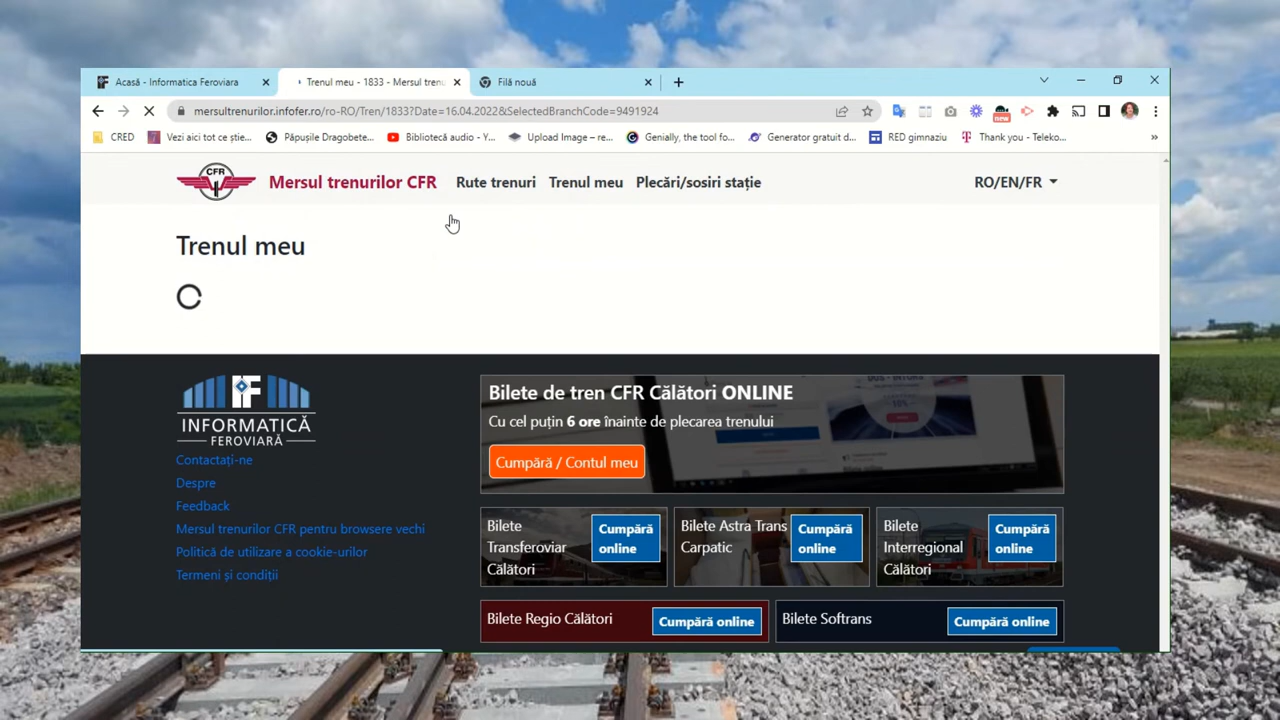 Acasă - Informatica Feroviara
Trenul meu - 1833 - Mersul trenu
Filă nouă
mersultrenurilor.infofer.ro/ro-RO/Tren/1833?Date=16.04.2022&SelectedBranchCode=9491924
new
CRED
Vezi aici tot ce știe...
Păpușile Dragobete...
Bibliotecă audio - Y...
Upload Image – re...
Genially, the tool fo...
Generator gratuit d...
RED gimnaziu
Thank you - Teleko...
»
CFR
Mersul trenurilor CFR
Rute trenuri
Trenul meu
Plecări/sosiri stație
RO/EN/FR
Trenul meu
IF
INFORMATICĂ
FEROVIARĂ
Contactați-ne
Despre
Feedback
Mersul trenurilor CFR pentru browsere vechi
Politică de utilizare a cookie-urilor
Termeni și condiții
Bilete de tren CFR Călători ONLINE
Cu cel puțin 6 ore înainte de plecarea trenului
Cumpără / Contul meu
Bilete
Transferoviar
Călători
Cumpără
online
Bilete Astra Trans
Carpatic
Cumpără
online
Bilete
Interregional
Călători
Cumpără
online
Bilete Regio Călători
Cumpără online
Bilete Softrans
Cumpără online